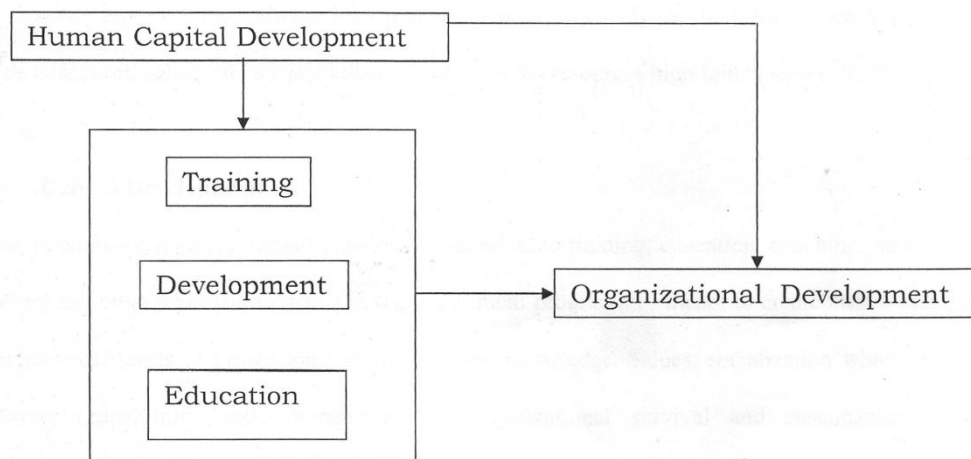 Human Capital Development
Training
Development
Organizational Development
Education